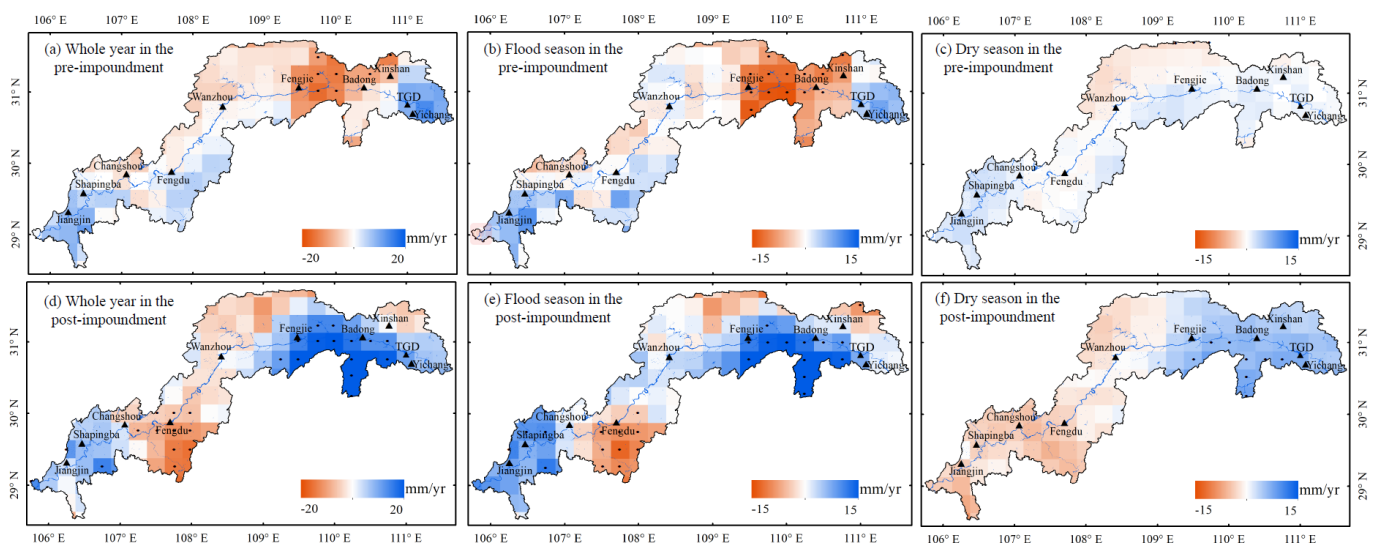 106° E 107° E 108° E 109° E 110° E 111° E
106° E 107° E 108° E 109° E 110° E 111° E
106° E 107° E 108° E 109° E 110° E 111° E
(a) Whole year in the
pre-impoundment
Xinshan
Fengjie
Badong
TGD
Yichang
Wanzhou
Changshou
Shapingba
Fengdu
Jiangjin
31° N
30° N
29° N
mm/yr
-20 20
(b) Flood season in the
pre-impoundment
Xinshan
Fengjie
Badong
TGD
Yichang
Wanzhou
Changshou
Shapingba
Fengdu
Jiangjin
mm/yr
-15 15
(c) Dry season in the
pre-impoundment
Xinshan
Fengjie
Badong
TGD
Yichang
Wanzhou
Changshou
Shapingba
Fengdu
Jiangjin
31° N
30° N
29° N
mm/yr
-15 15
(d) Whole year in the
post-impoundment
Xinshan
Fengjie
Badong
TGD
Yichang
Wanzhou
Changshou
Shapingba
Fengdu
Jiangjin
31° N
30° N
29° N
mm/yr
-20 20
(e) Flood season in the
post-impoundment
Xinshan
Fengjie
Badong
TGD
Yichang
Wanzhou
Changshou
Shapingba
Fengdu
Jiangjin
mm/yr
-15 15
(f) Dry season in the
post-impoundment
Xinshan
Fengjie
Badong
TGD
Yichang
Wanzhou
Changshou
Shapingba
Fengdu
Jiangjin
31° N
30° N
29° N
mm/yr
-15 15
106° E 107° E 108° E 109° E 110° E 111° E
106° E 107° E 108° E 109° E 110° E 111° E
106° E 107° E 108° E 109° E 110° E 111° E